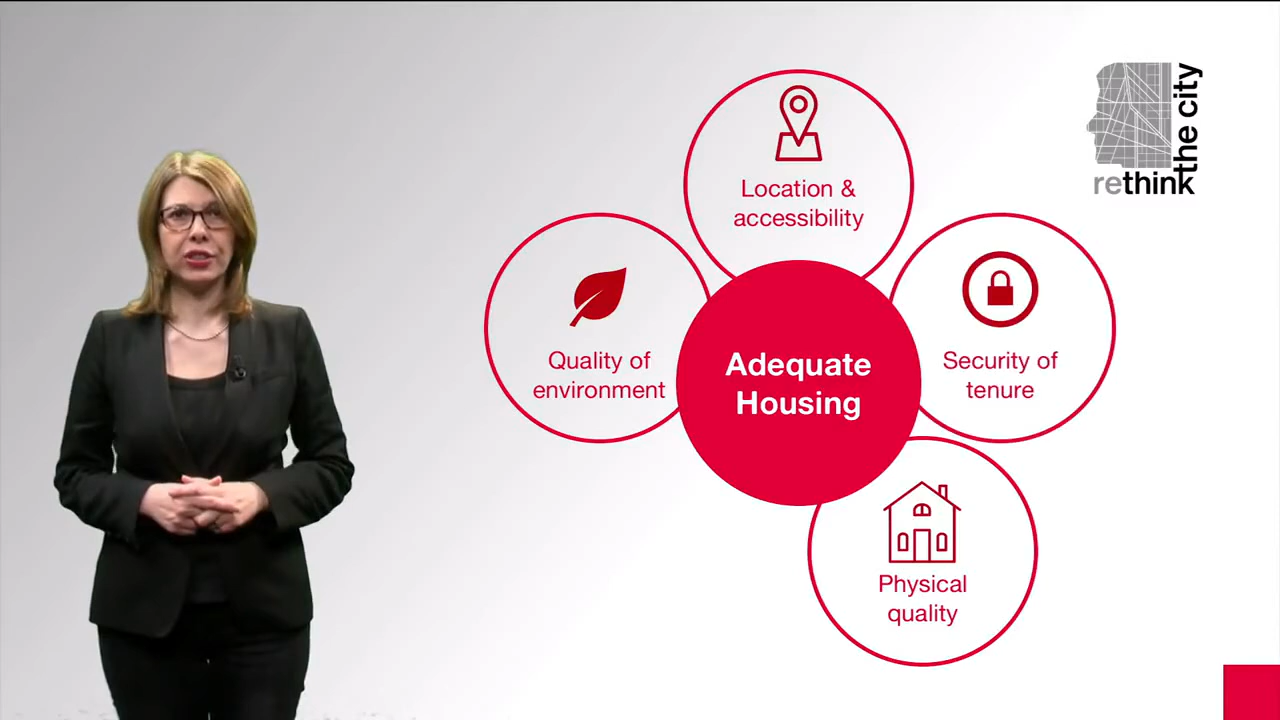 Location &
accessibility
Quality of
environment
Adequate
Housing
Security of
tenure
Physical
quality
rethink
the city